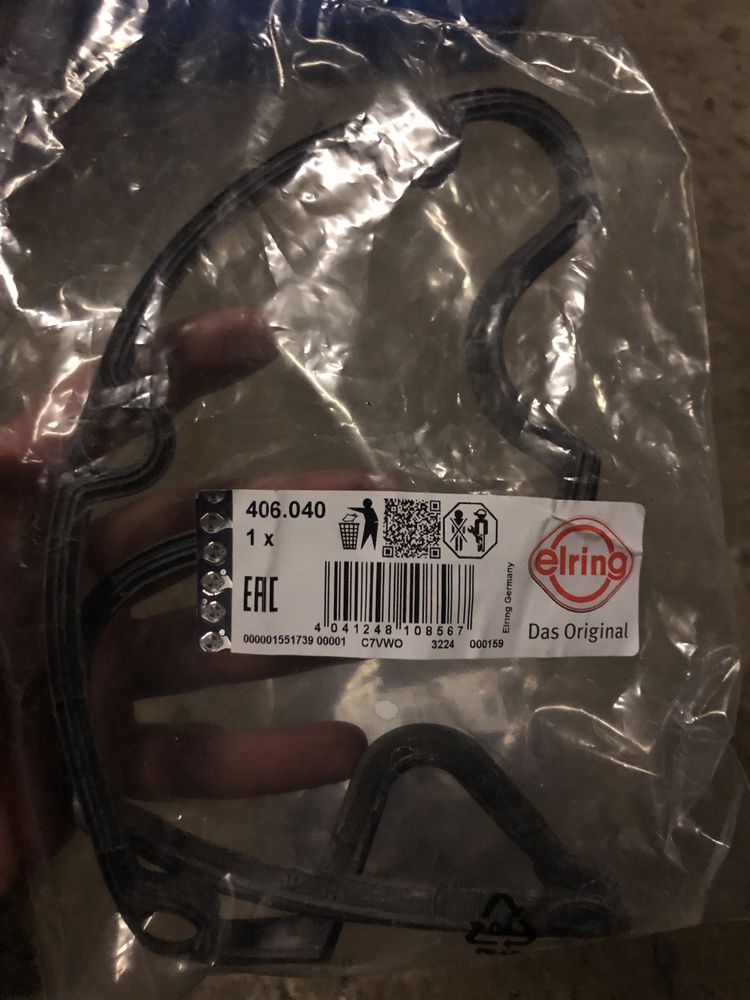 406.040
1 x
EAC
4 041248 108567
000001551739 00001 C7VWO 3224 000159
Elring Germany
elring
Das Original